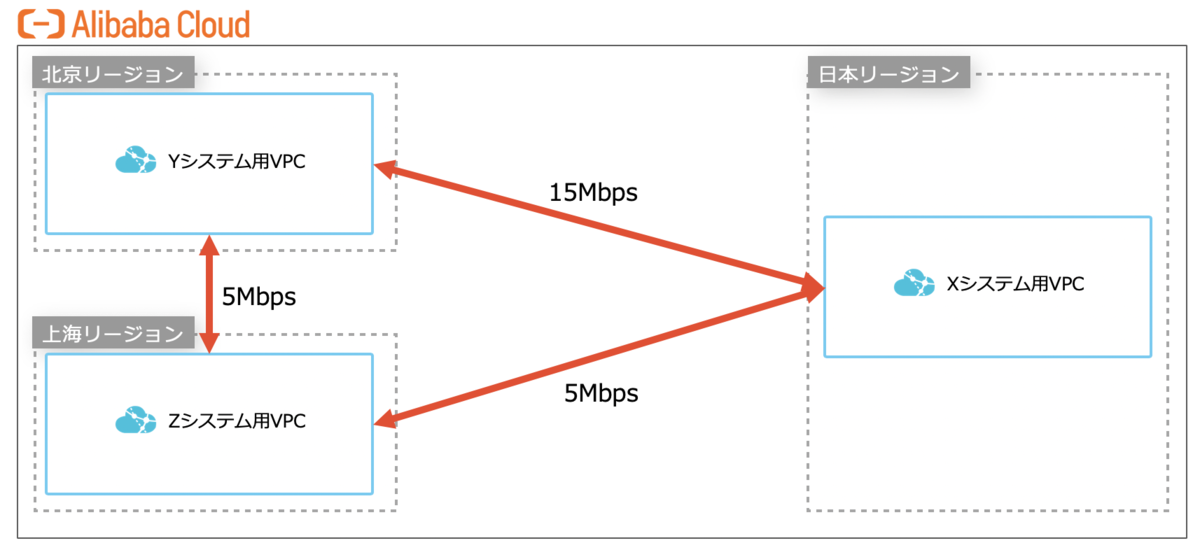 Alibaba Cloud
北京リージョン
日本リージョン
Yシステム用VPC
15Mbps
Xシステム用VPC
5Mbps
上海リージョン
5Mbps
Zシステム用VPC